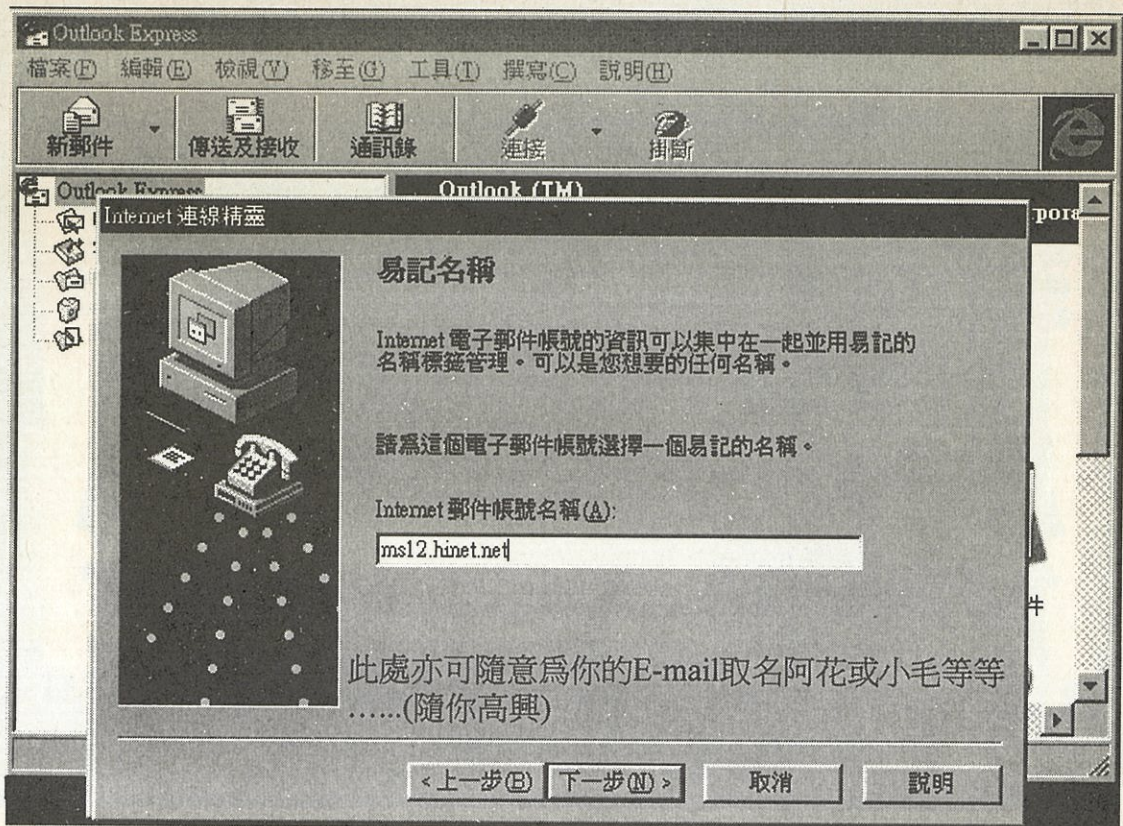 Outlook Express
檔案(F) 編輯(E) 檢視(V) 移至(G) 工具(T) 撰寫(C) 說明(H)
新郵件 傳送及接收 通訊錄 連接 掛斷
Outlook Express
Outlook (TM)
Internet 連線精靈
易記名稱
Internet 電子郵件帳號的資訊可以集中在一起並用易記的
名稱標籤管理。可以是您想要的任何名稱。
請為這個電子郵件帳號選擇一個易記的名稱。
Internet 郵件帳號名稱(A):
ms12.hinet.net
件
此處亦可隨意爲你的E-mail取名阿花或小毛等等
……(隨你高興)
<上一步(B) 下一步(N)> 取消 說明